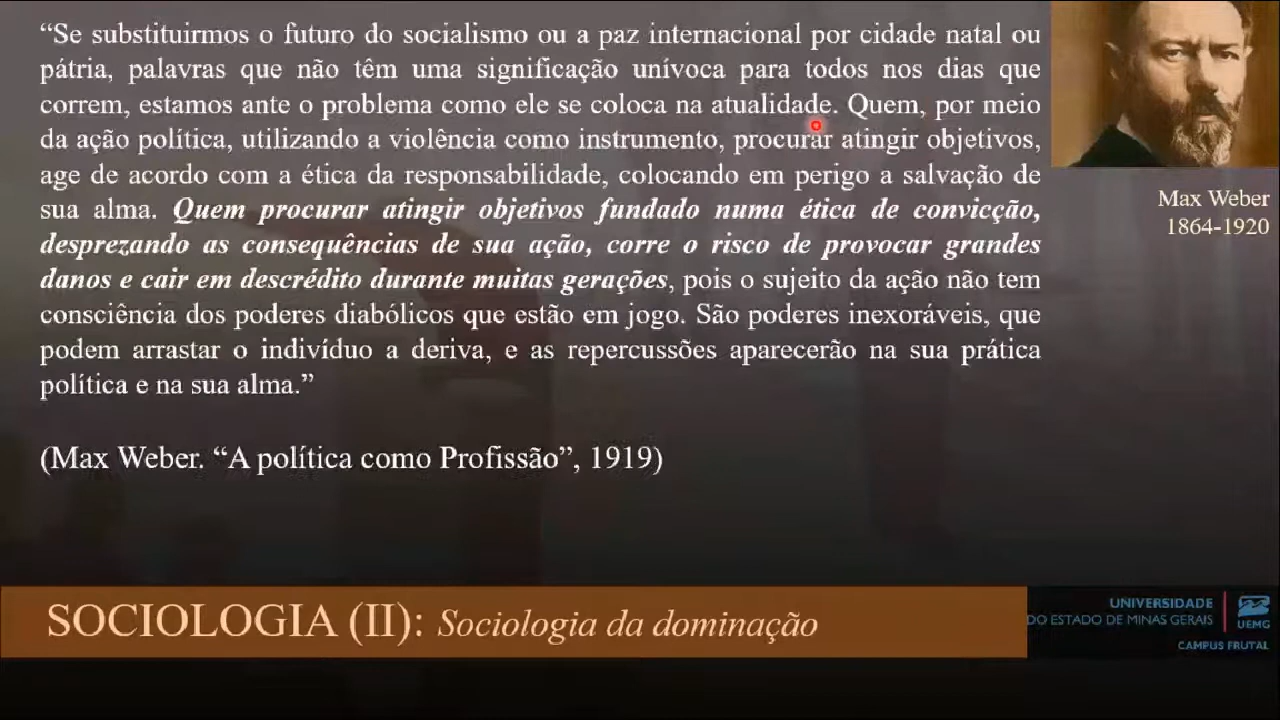 “Se substituirmos o futuro do socialismo ou a paz internacional por cidade natal ou
pátria, palavras que não têm uma significação unívoca para todos nos dias que
correm, estamos ante o problema como ele se coloca na atualidade. Quem, por meio
da ação política, utilizando a violência como instrumento, procurar atingir objetivos,
age de acordo com a ética da responsabilidade, colocando em perigo a salvação de
sua alma. Quem procurar atingir objetivos fundado numa ética de convicção,
desprezando as consequências de sua ação, corre o risco de provocar grandes
danos e cair em descrédito durante muitas gerações, pois o sujeito da ação não tem
consciência dos poderes diabólicos que estão em jogo. São poderes inexoráveis, que
podem arrastar o indivíduo a deriva, e as repercussões aparecerão na sua prática
política e na sua alma.”
(Max Weber. “A política como Profissão”, 1919)
Max Weber
1864-1920
SOCIOLOGIA (II): Sociologia da dominação
UNIVERSIDADE
DO ESTADO DE MINAS GERAIS
UEMG
CAMPUS FRUTAL